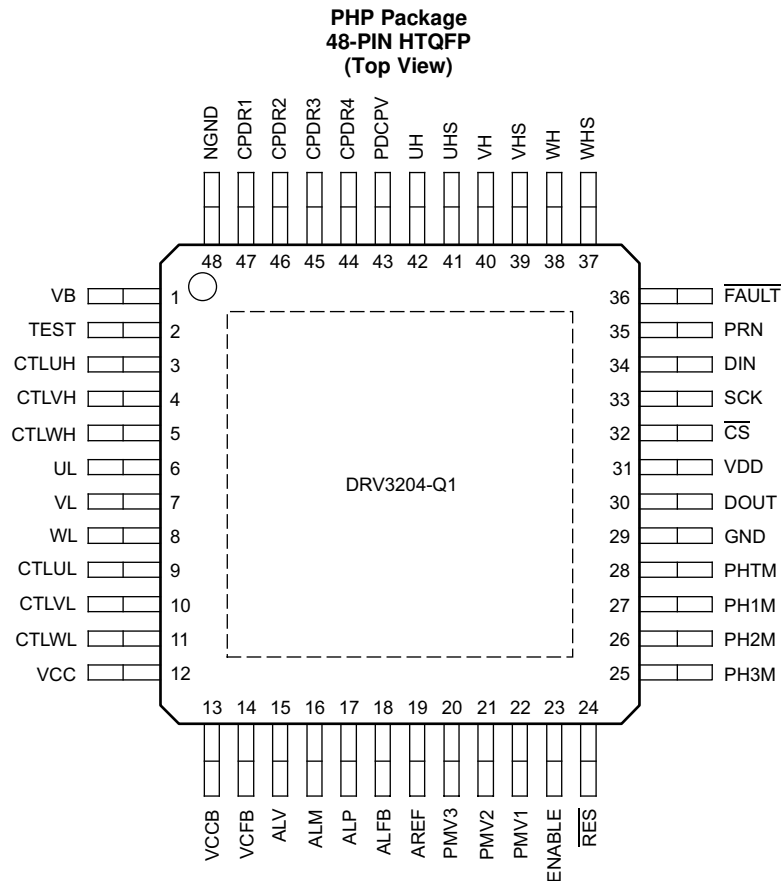 PHP Package
48-PIN HTQFP
(Top View)
NGND
CPDR1
CPDR2
CPDR3
CPDR4
PDCPV
UH
UHS
VH
VHS
WH
WHS
48 47 46 45 44 43 42 41 40 39 38 37
VB 1
TEST 2
CTLUH 3
CTLVH 4
CTLWH 5
UL 6
VL 7
WL 8
CTLUL 9
CTLVL 10
CTLWL 11
VCC 12
DRV3204-Q1
36 FAULT
35 PRN
34 DIN
33 SCK
32 CS
31 VDD
30 DOUT
29 GND
28 PHTM
27 PH1M
26 PH2M
25 PH3M
13 14 15 16 17 18 19 20 21 22 23 24
VCCB
VCFB
ALV
ALM
ALP
ALFB
AREF
PMV3
PMV2
PMV1
ENABLE
RES